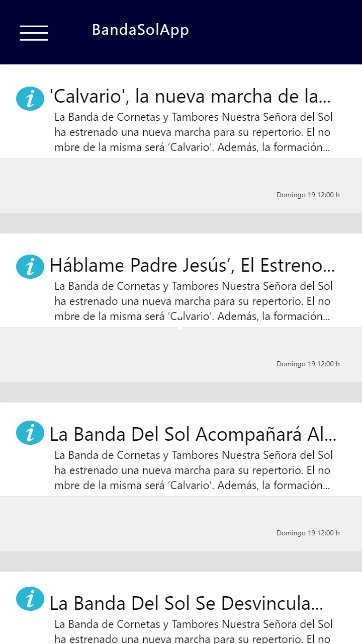 BandaSolApp
i 'Calvario', la nueva marcha de la...
La Banda de Cornetas y Tambores Nuestra Señora del Sol
ha estrenado una nueva marcha para su repertorio. El no
mbre de la misma será ‘Calvario’. Además, la formación...
Domingo 19 12:00 h
i Háblame Padre Jesús’, El Estreno...
La Banda de Cornetas y Tambores Nuestra Señora del Sol
ha estrenado una nueva marcha para su repertorio. El no
mbre de la misma será ‘Calvario’. Además, la formación...
Domingo 19 12:00 h
i La Banda Del Sol Acompañará Al...
La Banda de Cornetas y Tambores Nuestra Señora del Sol
ha estrenado una nueva marcha para su repertorio. El no
mbre de la misma será ‘Calvario’. Además, la formación...
Domingo 19 12:00 h
i La Banda Del Sol Se Desvincula...
La Banda de Cornetas y Tambores Nuestra Señora del Sol
ha estrenado una nueva marcha para su repertorio. El no